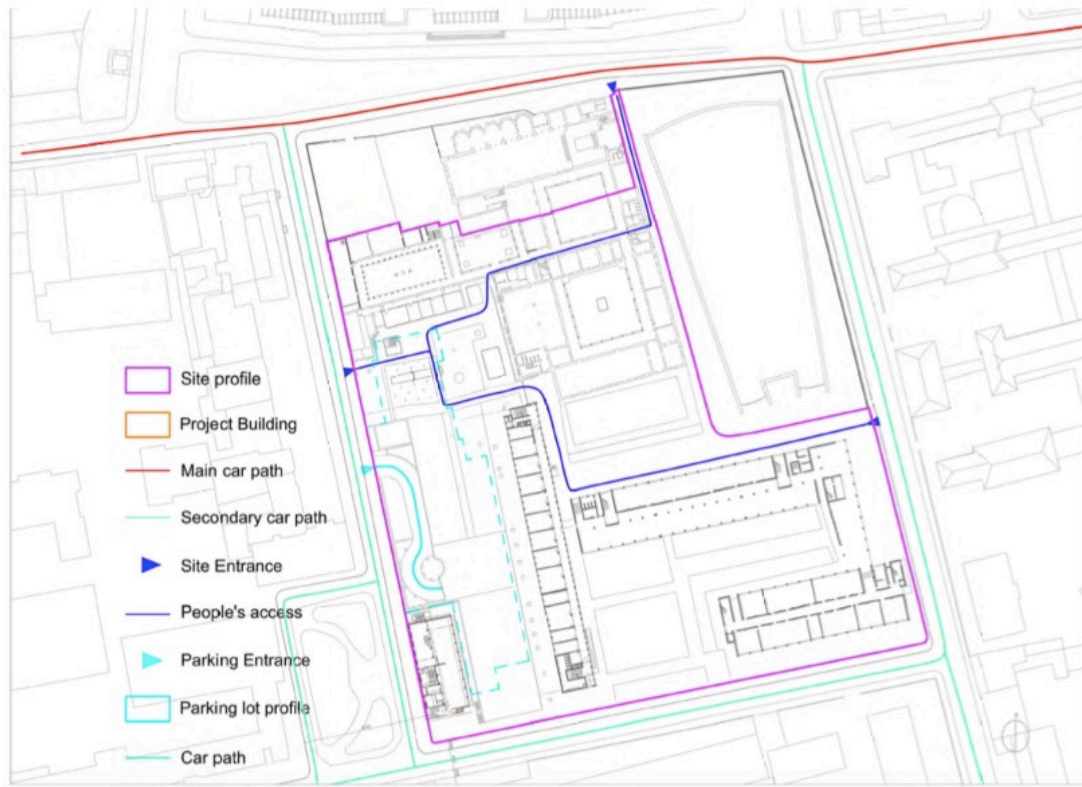 Site profile
Project Building
Main car path
Secondary car path
Site Entrance
People's access
Parking Entrance
Parking lot profile
Car path